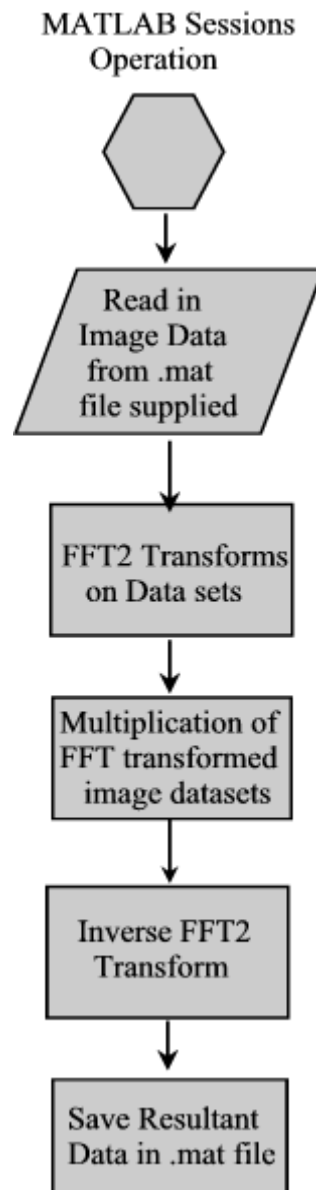 MATLAB Sessions
Operation
Read in
Image Data
from .mat
file supplied
FFT2 Transforms
on Data sets
Multiplication of
FFT transformed
image datasets
Inverse FFT2
Transform
Save Resultant
Data in .mat file